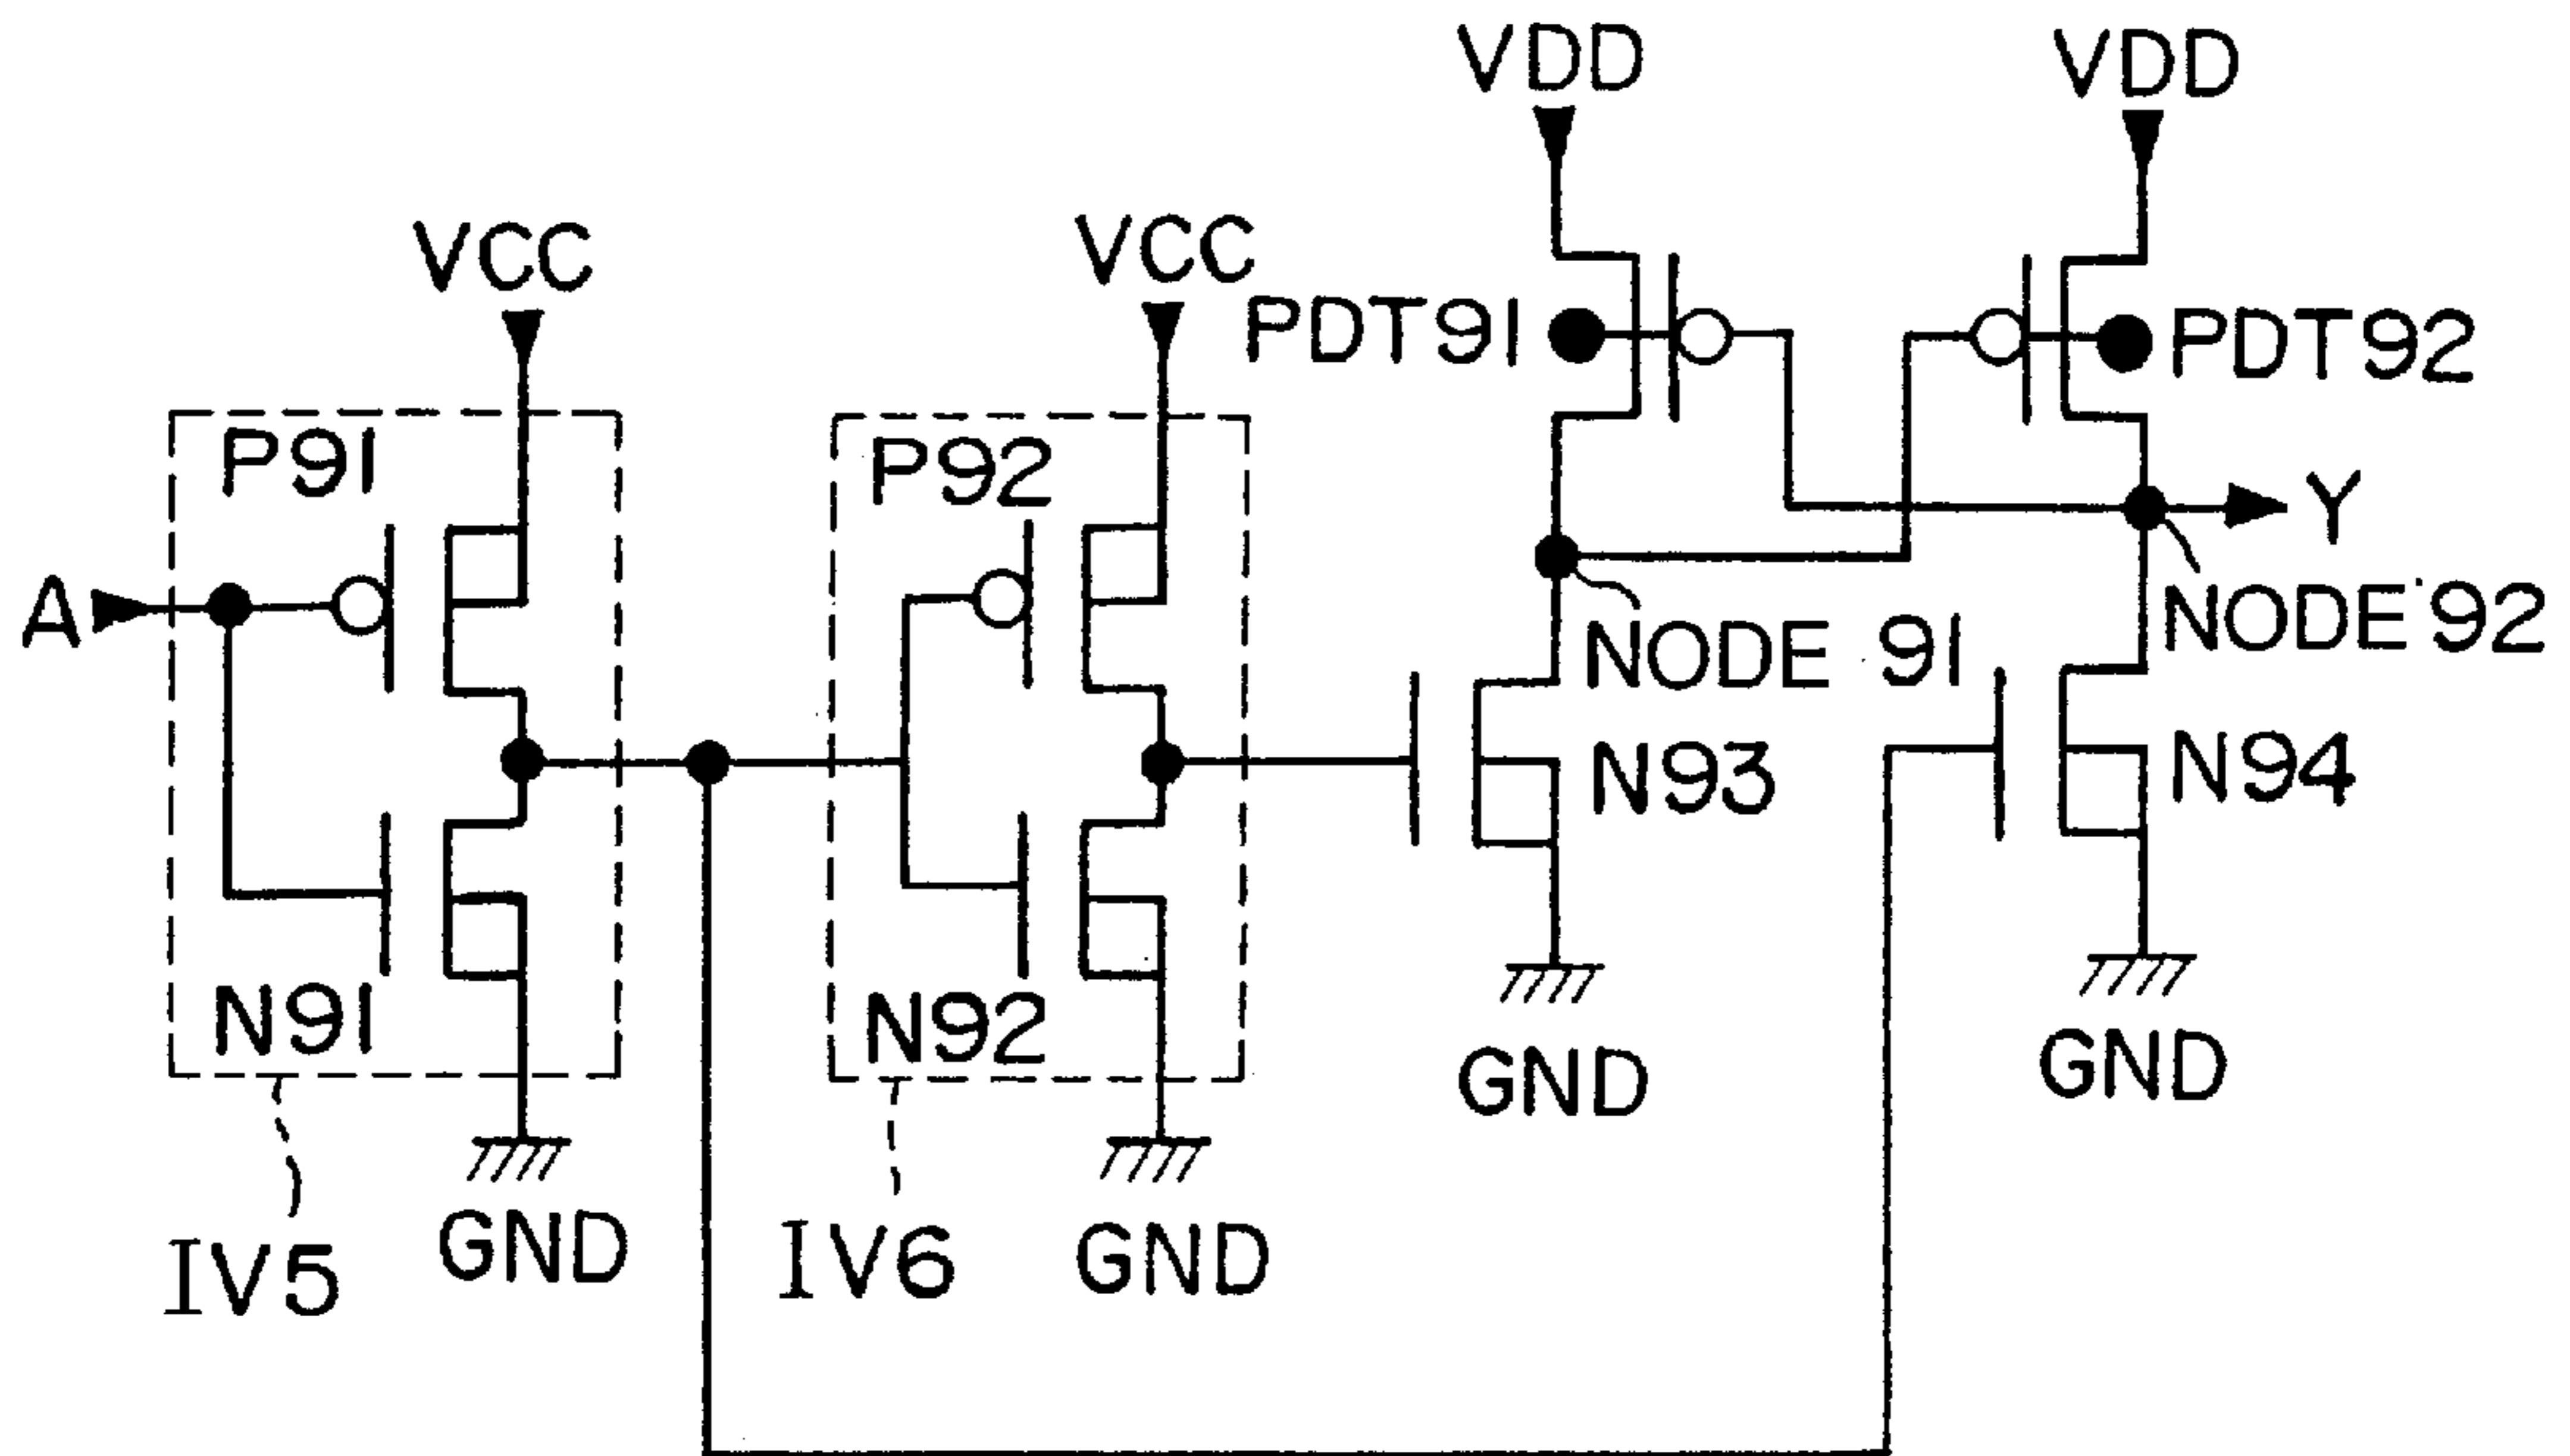 VDD
VDD
VCC
VCC
PDT91
PDT92
P91
P92
A
Y
NODE 91
NODE 92
N93
N94
N91
N92
GND
GND
GND
GND
IV5
IV6